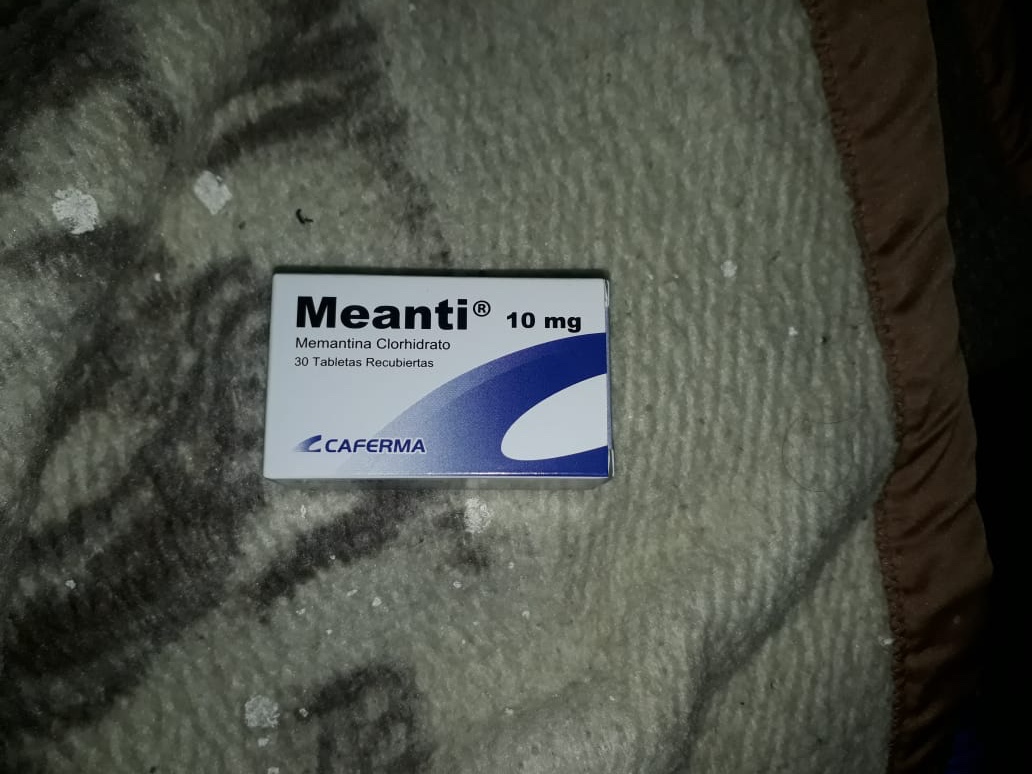 Meanti® 10 mg
Memantina Clorhidrato
30 Tabletas Recubiertas
CAFERMA